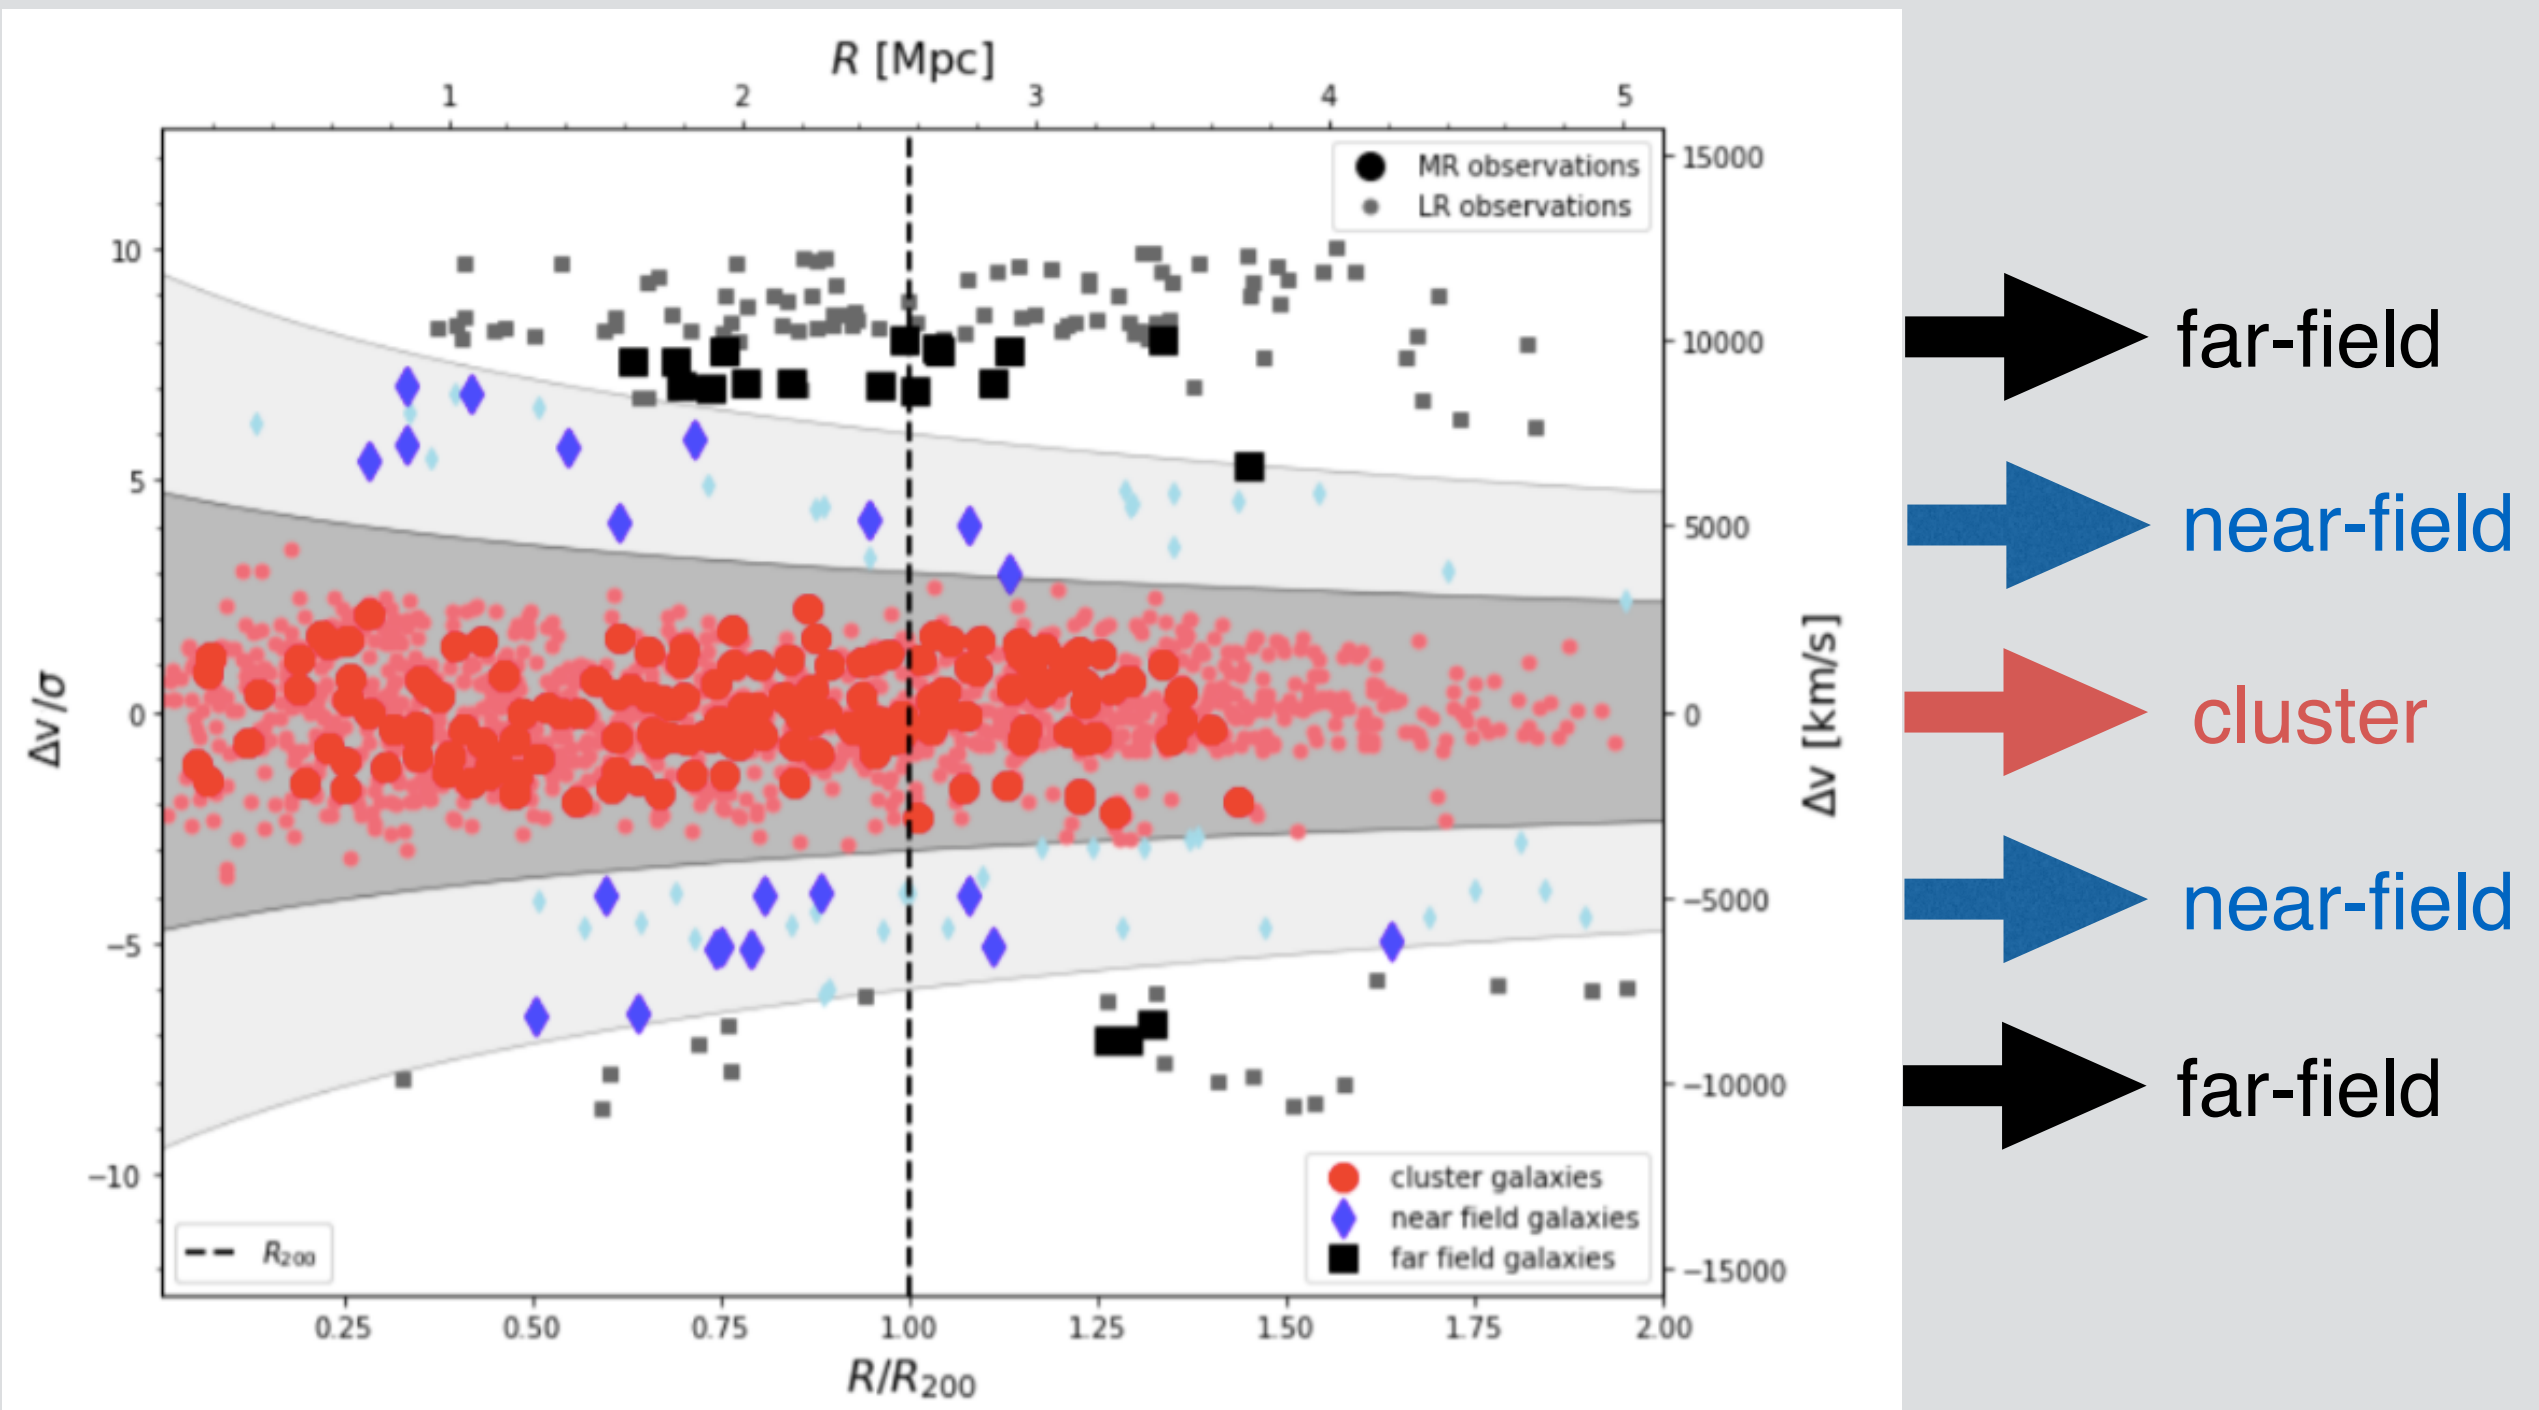 R [Mpc]
1 2 3 4 5
MR observations
LR observations
15000
10
10000
5
5000
0
0
−5000
−5
−10000
−10
−15000
Δv/σ
Δv [km/s]
cluster galaxies
near field galaxies
far field galaxies
R₂₀₀
0.25 0.50 0.75 1.00 1.25 1.50 1.75 2.00
R/R₂₀₀
far-field
near-field
cluster
near-field
far-field